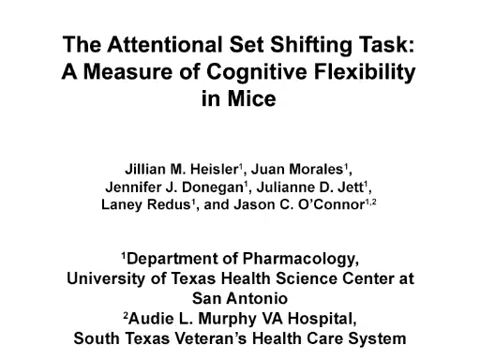 The Attentional Set Shifting Task:
A Measure of Cognitive Flexibility
in Mice
Jillian M. Heisler¹, Juan Morales¹,
Jennifer J. Donegan¹, Julianne D. Jett¹,
Laney Redus¹, and Jason C. O'Connor¹,²
¹Department of Pharmacology,
University of Texas Health Science Center at
San Antonio
²Audie L. Murphy VA Hospital,
South Texas Veteran's Health Care System